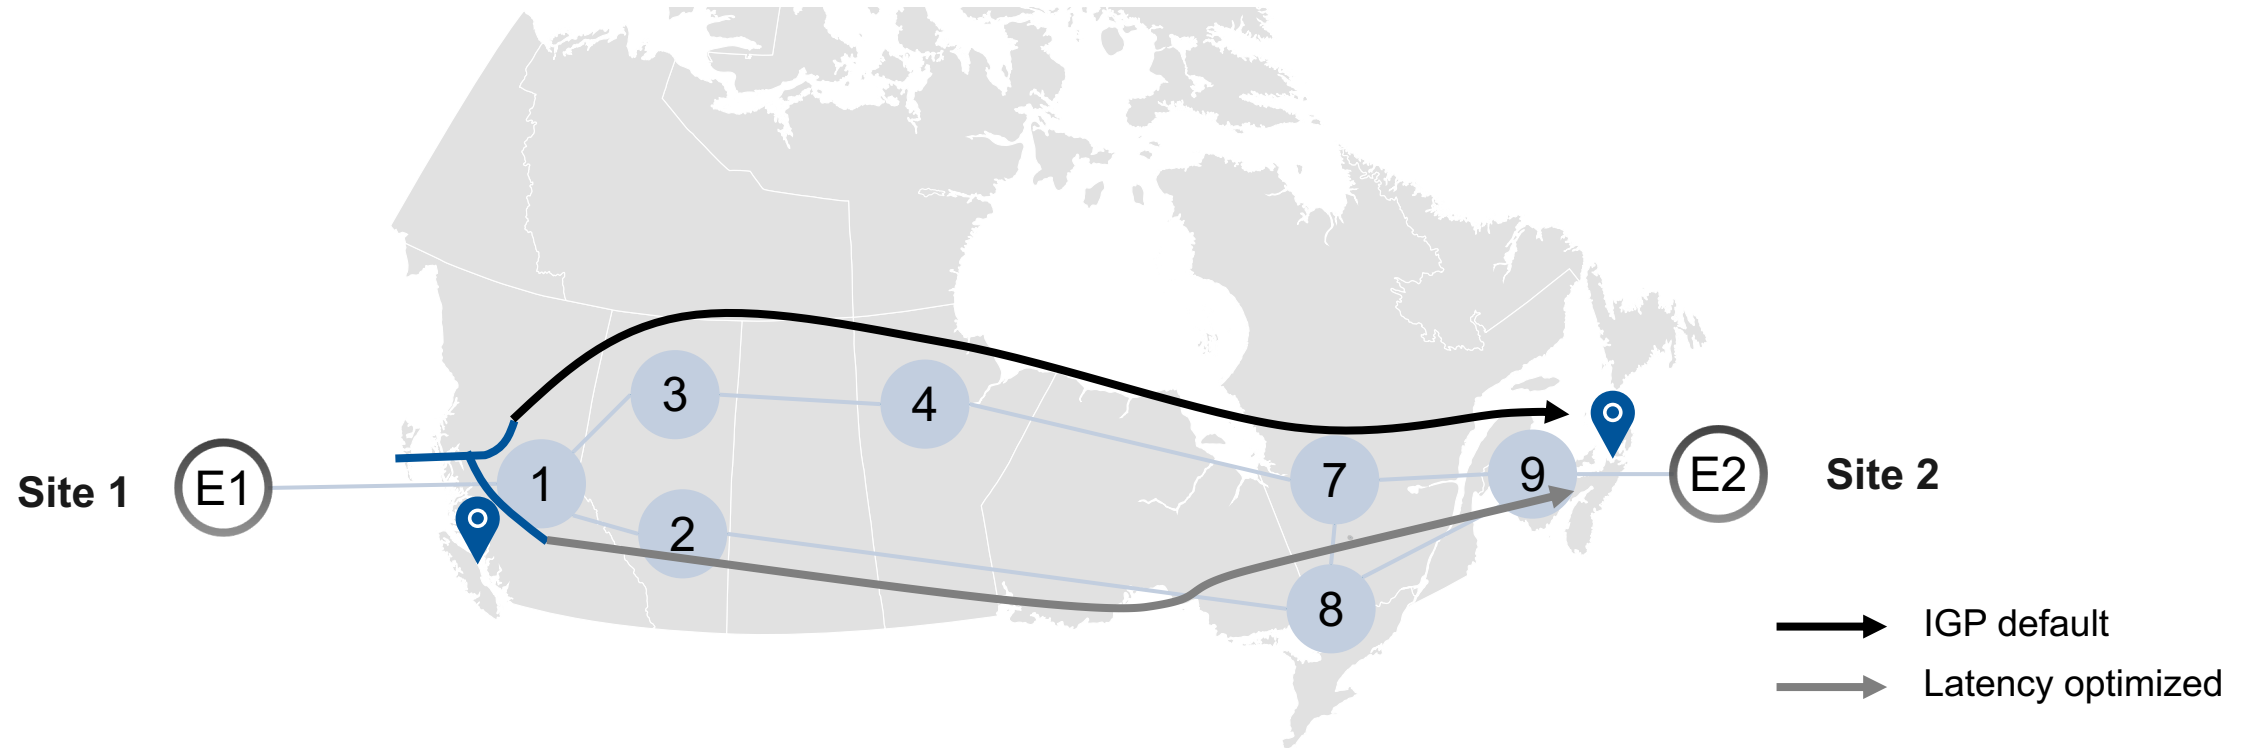 3
4
Site 1
E1
1
7
9
E2
Site 2
2
8
IGP default
Latency optimized